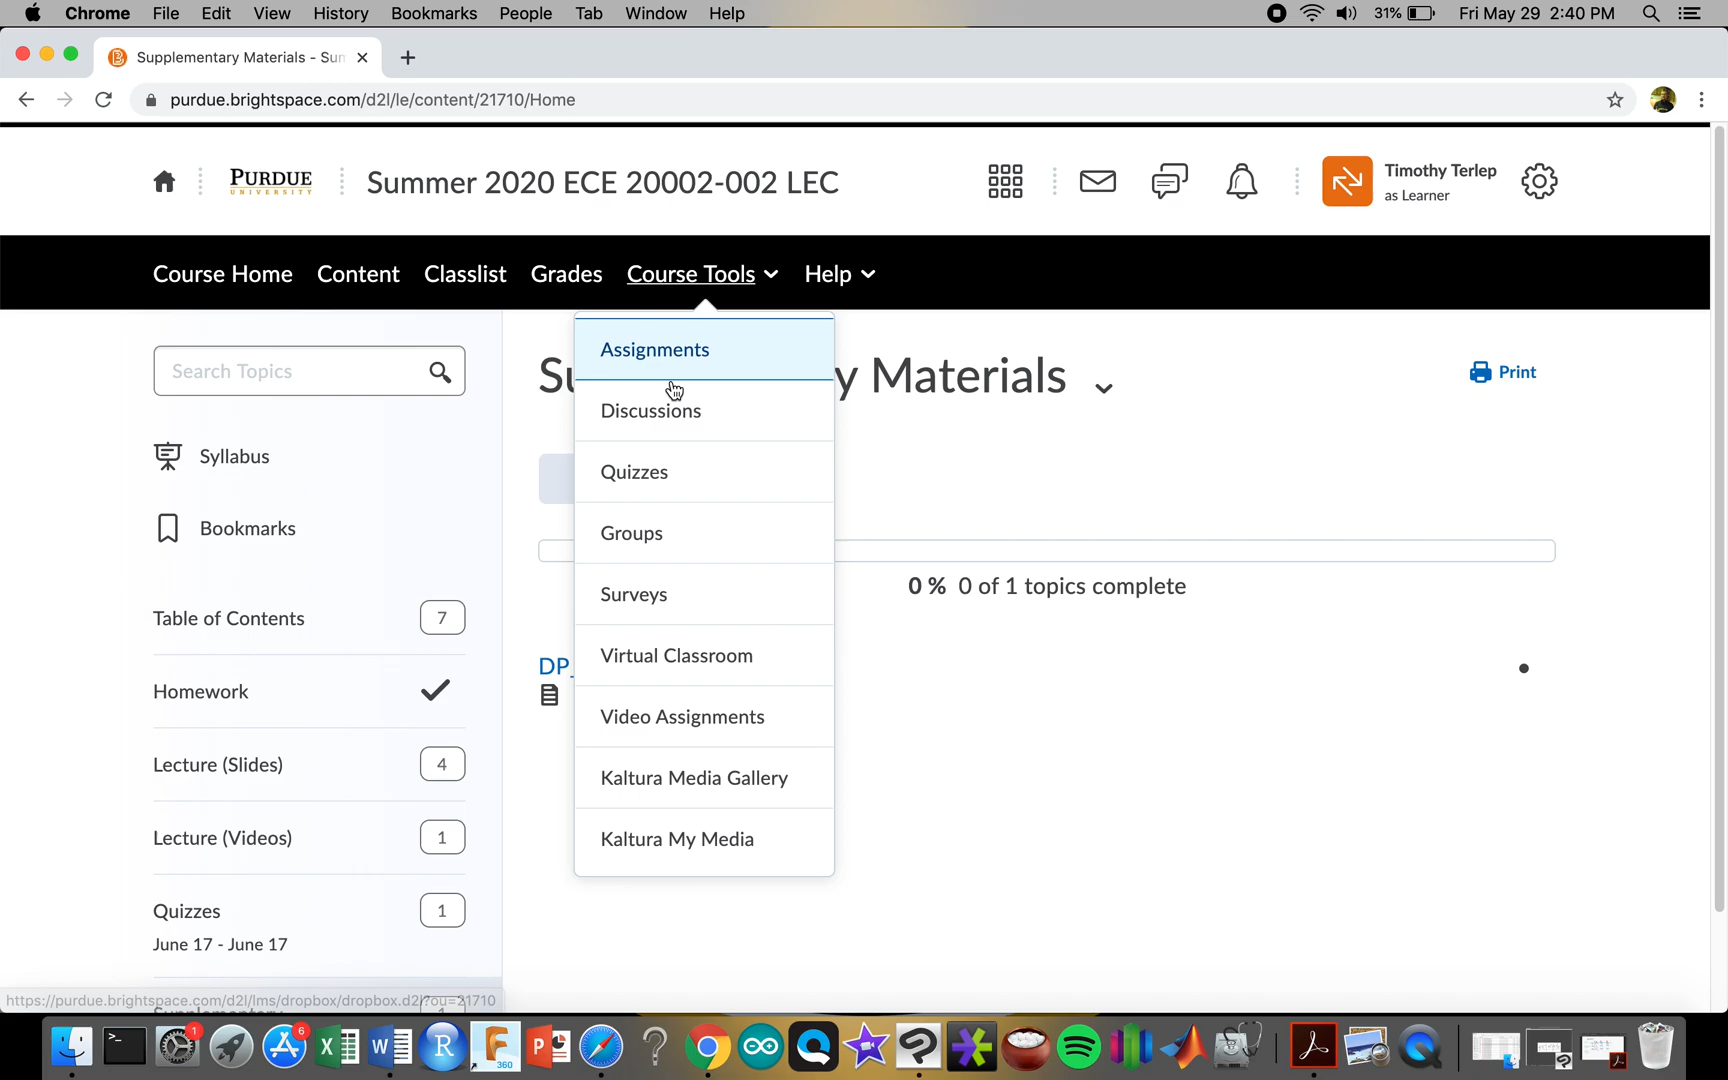 Chrome File Edit View History Bookmarks People Tab Window Help 31% Fri May 29 2:40 PM
Supplementary Materials - Sum
purdue.brightspace.com/d2l/le/content/21710/Home
PURDUE
UNIVERSITY
Summer 2020 ECE 20002-002 LEC
Timothy Terlep
as Learner
Course Home Content Classlist Grades Course Tools Help
Search Topics
Syllabus
Bookmarks
Table of Contents 7
Homework
Lecture (Slides) 4
Lecture (Videos) 1
Quizzes 1
June 17 - June 17
Assignments
Discussions
Quizzes
Groups
Surveys
Virtual Classroom
Video Assignments
Kaltura Media Gallery
Kaltura My Media
Su y Materials
Print
0 % 0 of 1 topics complete
DP_
https://purdue.brightspace.com/d2l/lms/dropbox/dropbox.d2l?ou=21710
Supplementary
1
6
360